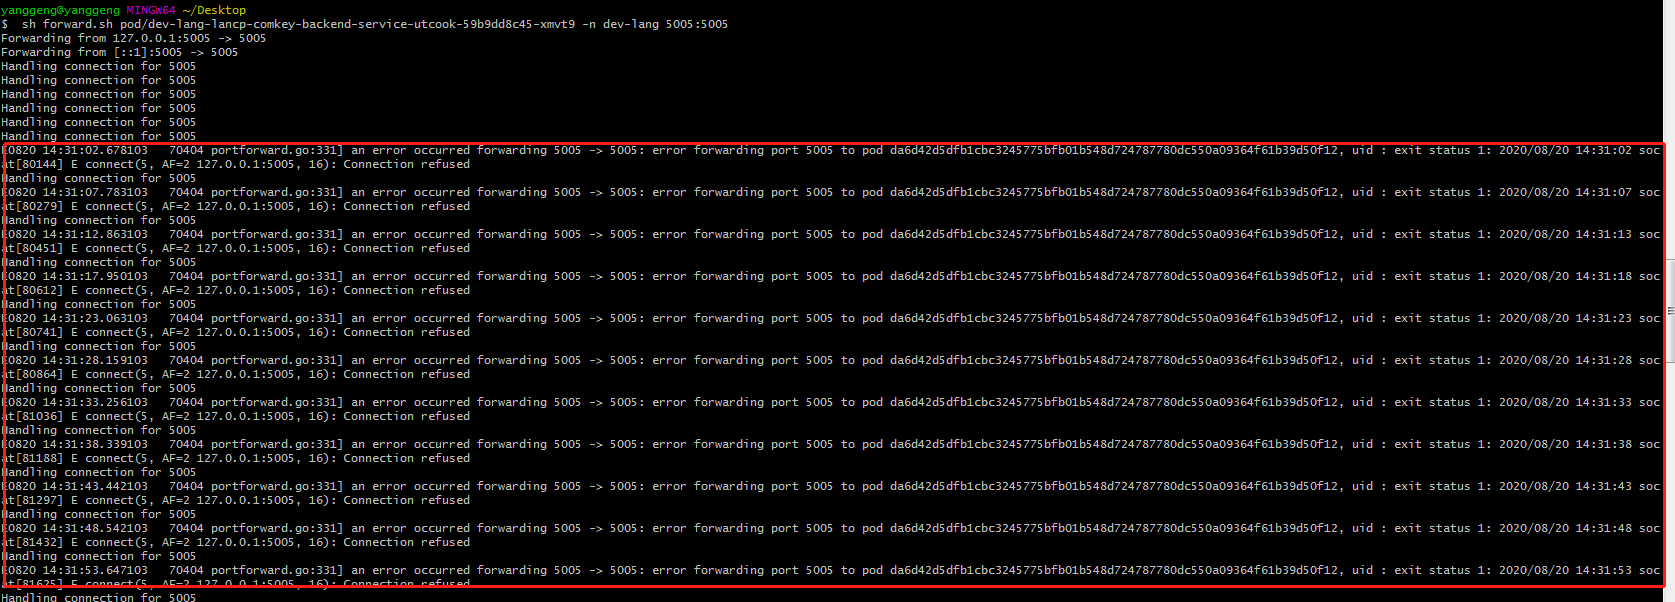 yanggeng@yanggeng MINGW64 ~/Desktop
$  sh forward.sh pod/dev-lang-lancp-comkey-backend-service-utcook-59b9dd8c45-xmvt9 -n dev-lang 5005:5005
Forwarding from 127.0.0.1:5005 -> 5005
Forwarding from [::1]:5005 -> 5005
Handling connection for 5005
Handling connection for 5005
Handling connection for 5005
Handling connection for 5005
Handling connection for 5005
Handling connection for 5005
E0820 14:31:02.678103   70404 portforward.go:331] an error occurred forwarding 5005 -> 5005: error forwarding port 5005 to pod da6d42d5dfb1cbc3245775bfb01b548d724787780dc550a09364f61b39d50f12, uid : exit status 1: 2020/08/20 14:31:02 soc
at[80144] E connect(5, AF=2 127.0.0.1:5005, 16): Connection refused
Handling connection for 5005
E0820 14:31:07.783103   70404 portforward.go:331] an error occurred forwarding 5005 -> 5005: error forwarding port 5005 to pod da6d42d5dfb1cbc3245775bfb01b548d724787780dc550a09364f61b39d50f12, uid : exit status 1: 2020/08/20 14:31:07 soc
at[80279] E connect(5, AF=2 127.0.0.1:5005, 16): Connection refused
Handling connection for 5005
E0820 14:31:12.863103   70404 portforward.go:331] an error occurred forwarding 5005 -> 5005: error forwarding port 5005 to pod da6d42d5dfb1cbc3245775bfb01b548d724787780dc550a09364f61b39d50f12, uid : exit status 1: 2020/08/20 14:31:13 soc
at[80451] E connect(5, AF=2 127.0.0.1:5005, 16): Connection refused
Handling connection for 5005
E0820 14:31:17.950103   70404 portforward.go:331] an error occurred forwarding 5005 -> 5005: error forwarding port 5005 to pod da6d42d5dfb1cbc3245775bfb01b548d724787780dc550a09364f61b39d50f12, uid : exit status 1: 2020/08/20 14:31:18 soc
at[80612] E connect(5, AF=2 127.0.0.1:5005, 16): Connection refused
Handling connection for 5005
E0820 14:31:23.063103   70404 portforward.go:331] an error occurred forwarding 5005 -> 5005: error forwarding port 5005 to pod da6d42d5dfb1cbc3245775bfb01b548d724787780dc550a09364f61b39d50f12, uid : exit status 1: 2020/08/20 14:31:23 soc
at[80741] E connect(5, AF=2 127.0.0.1:5005, 16): Connection refused
Handling connection for 5005
E0820 14:31:28.159103   70404 portforward.go:331] an error occurred forwarding 5005 -> 5005: error forwarding port 5005 to pod da6d42d5dfb1cbc3245775bfb01b548d724787780dc550a09364f61b39d50f12, uid : exit status 1: 2020/08/20 14:31:28 soc
at[80864] E connect(5, AF=2 127.0.0.1:5005, 16): Connection refused
Handling connection for 5005
E0820 14:31:33.256103   70404 portforward.go:331] an error occurred forwarding 5005 -> 5005: error forwarding port 5005 to pod da6d42d5dfb1cbc3245775bfb01b548d724787780dc550a09364f61b39d50f12, uid : exit status 1: 2020/08/20 14:31:33 soc
at[81036] E connect(5, AF=2 127.0.0.1:5005, 16): Connection refused
Handling connection for 5005
E0820 14:31:38.339103   70404 portforward.go:331] an error occurred forwarding 5005 -> 5005: error forwarding port 5005 to pod da6d42d5dfb1cbc3245775bfb01b548d724787780dc550a09364f61b39d50f12, uid : exit status 1: 2020/08/20 14:31:38 soc
at[81188] E connect(5, AF=2 127.0.0.1:5005, 16): Connection refused
Handling connection for 5005
E0820 14:31:43.442103   70404 portforward.go:331] an error occurred forwarding 5005 -> 5005: error forwarding port 5005 to pod da6d42d5dfb1cbc3245775bfb01b548d724787780dc550a09364f61b39d50f12, uid : exit status 1: 2020/08/20 14:31:43 soc
at[81297] E connect(5, AF=2 127.0.0.1:5005, 16): Connection refused
Handling connection for 5005
E0820 14:31:48.542103   70404 portforward.go:331] an error occurred forwarding 5005 -> 5005: error forwarding port 5005 to pod da6d42d5dfb1cbc3245775bfb01b548d724787780dc550a09364f61b39d50f12, uid : exit status 1: 2020/08/20 14:31:48 soc
at[81432] E connect(5, AF=2 127.0.0.1:5005, 16): Connection refused
Handling connection for 5005
E0820 14:31:53.647103   70404 portforward.go:331] an error occurred forwarding 5005 -> 5005: error forwarding port 5005 to pod da6d42d5dfb1cbc3245775bfb01b548d724787780dc550a09364f61b39d50f12, uid : exit status 1: 2020/08/20 14:31:53 soc
at[81625] E connect(5, AF=2 127.0.0.1:5005, 16): Connection refused
Handling connection for 5005